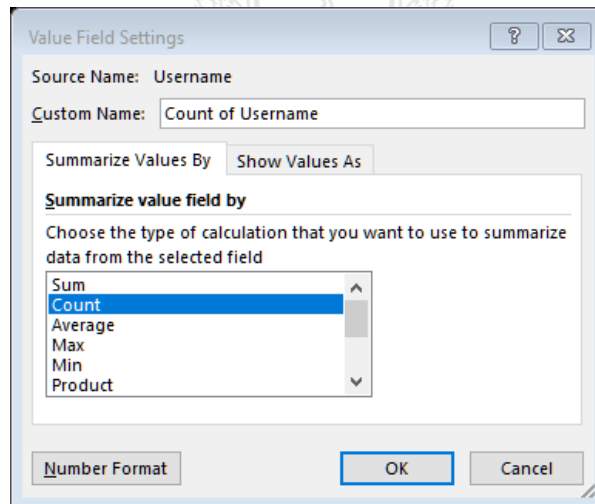 Value Field Settings
Source Name: Username
Custom Name: Count of Username
Summarize Values By Show Values As
Summarize value field by
Choose the type of calculation that you want to use to summarize
data from the selected field
Sum
Count
Average
Max
Min
Product
Number Format OK Cancel